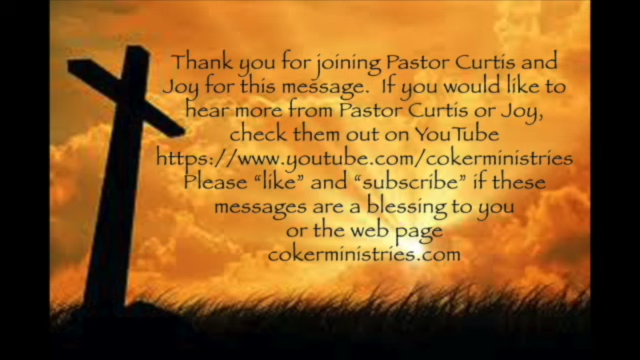 Thank you for joining Pastor Curtis and
Joy for this message. If you would like to
hear more from Pastor Curtis or Joy,
check them out on YouTube
https://www.youtube.com/cokerministries
Please “like” and “subscribe” if these
messages are a blessing to you
or the web page
cokerministries.com